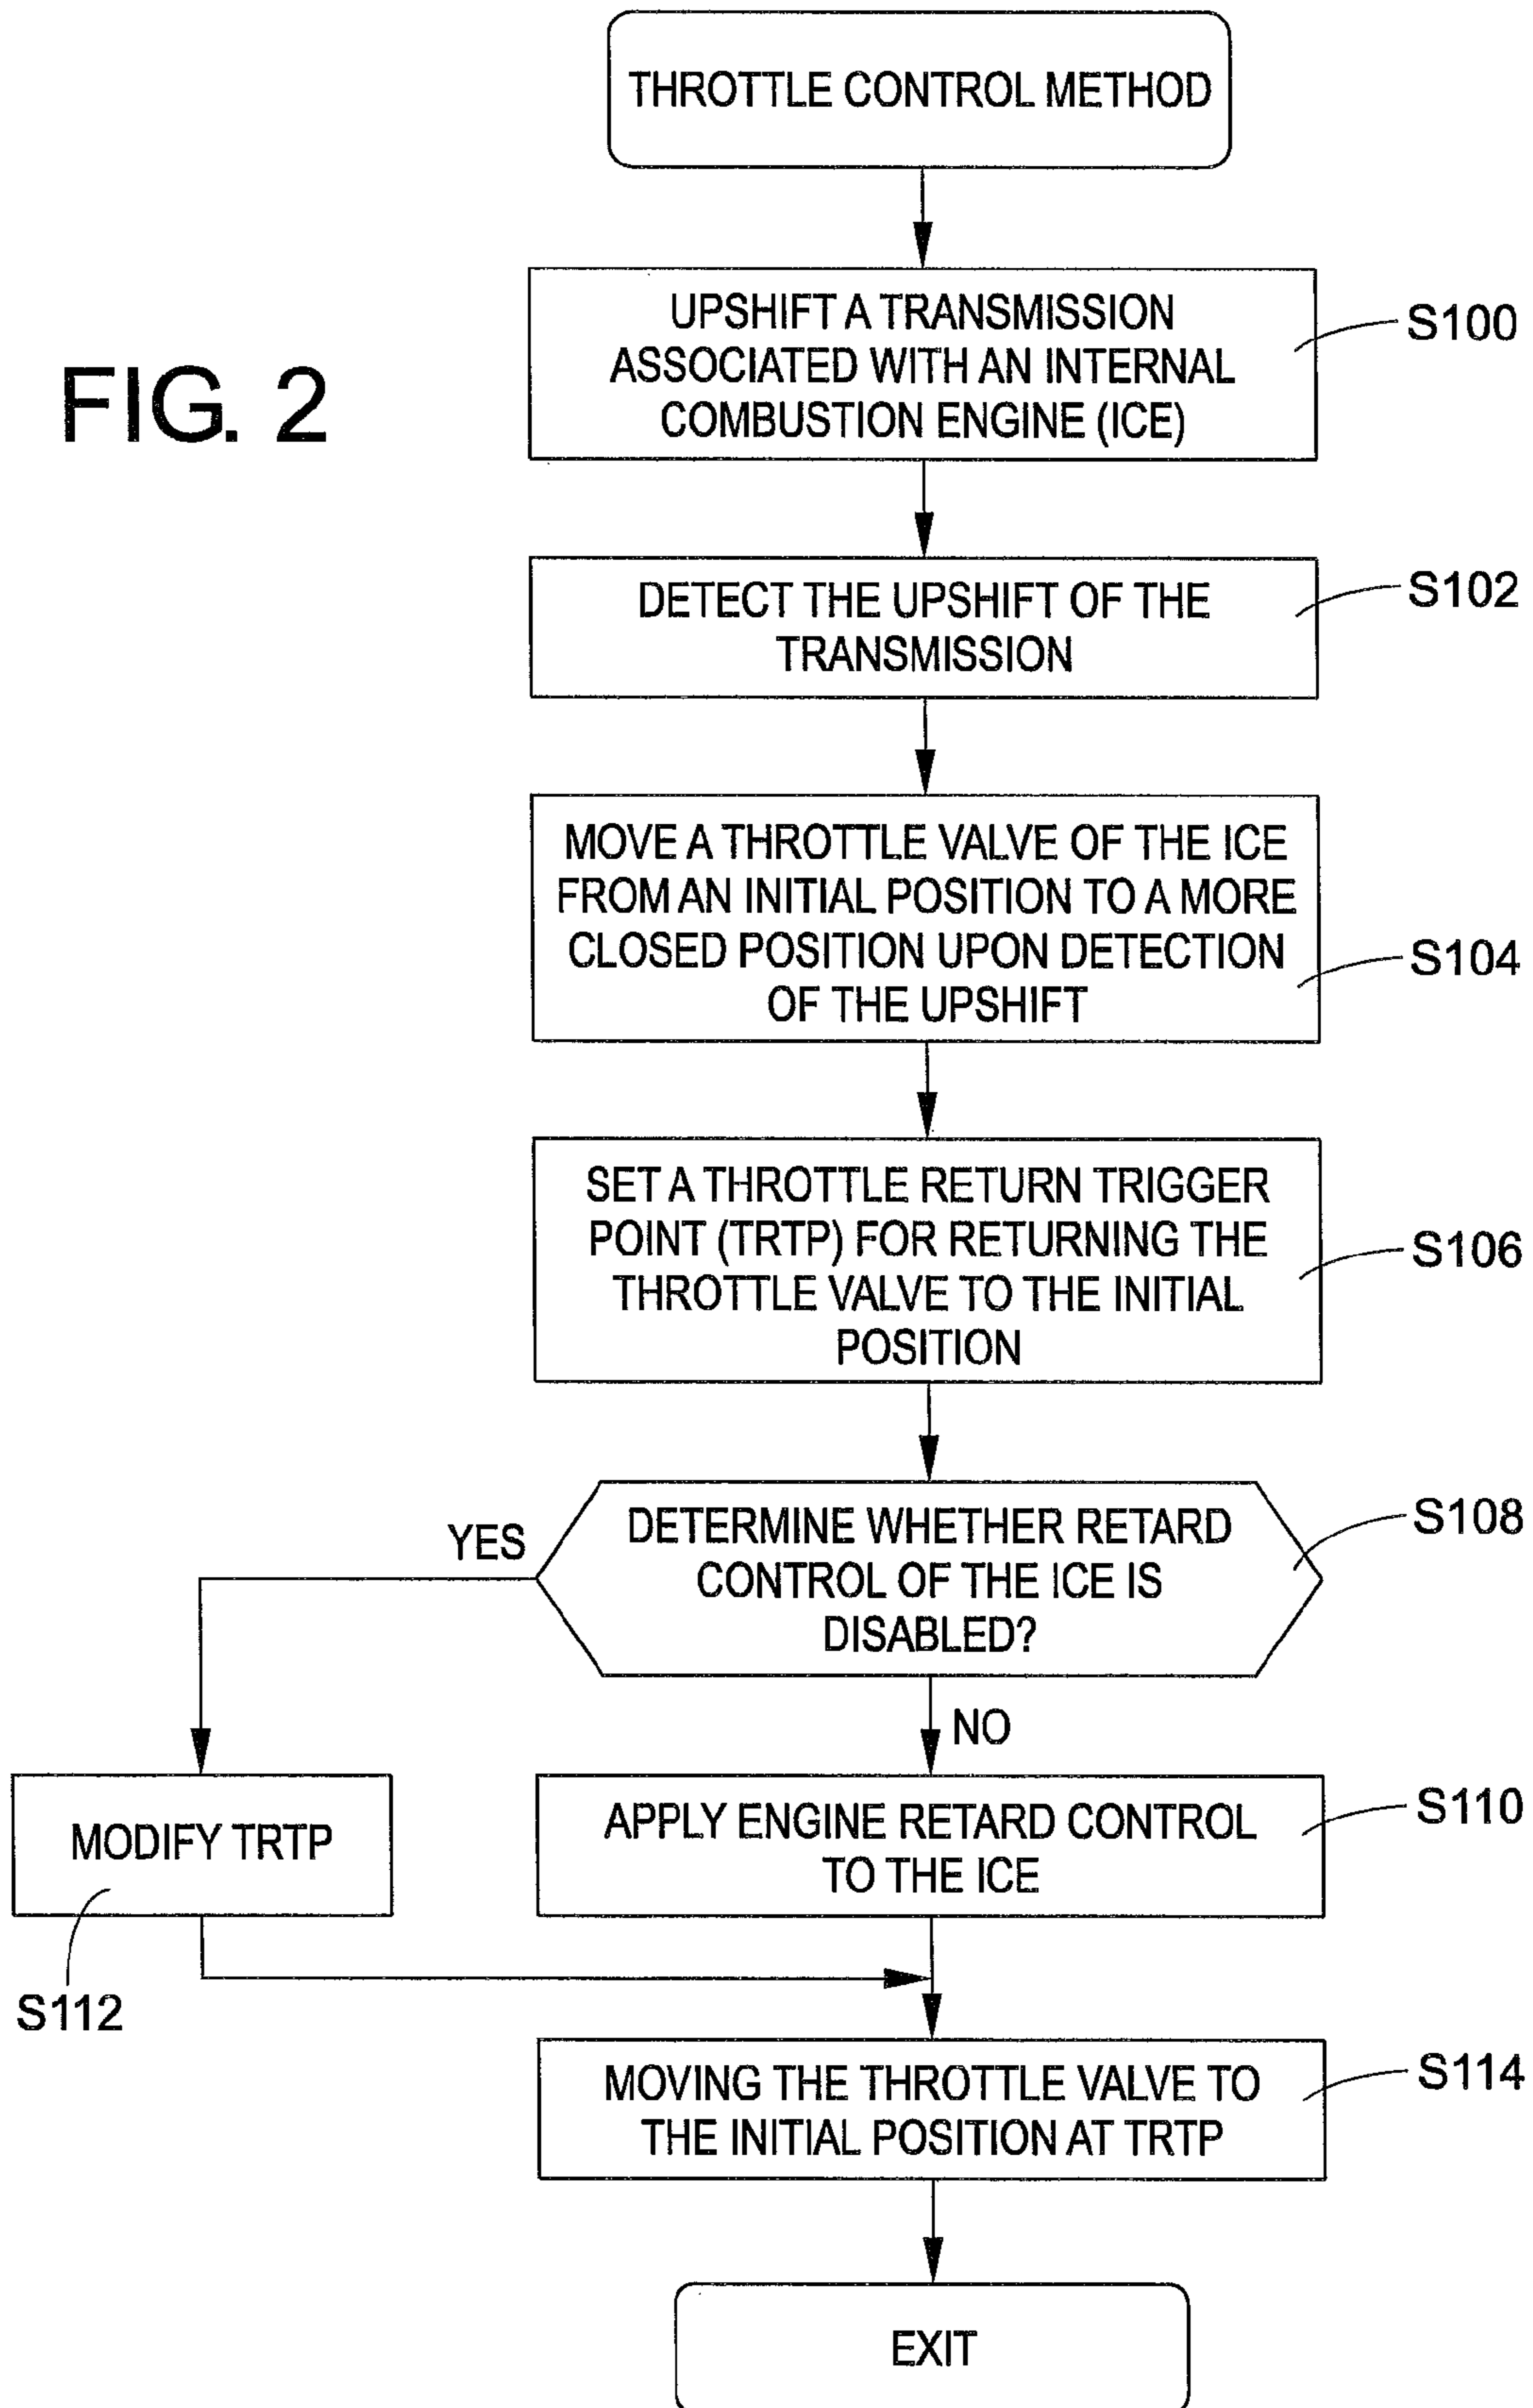 THROTTLE CONTROL METHOD
UPSHIFT A TRANSMISSION
ASSOCIATED WITH AN INTERNAL
COMBUSTION ENGINE (ICE)
S100
FIG. 2
DETECT THE UPSHIFT OF THE
TRANSMISSION
S102
MOVE A THROTTLE VALVE OF THE ICE
FROM AN INITIAL POSITION TO A MORE
CLOSED POSITION UPON DETECTION
OF THE UPSHIFT
S104
SET A THROTTLE RETURN TRIGGER
POINT (TRTP) FOR RETURNING THE
THROTTLE VALVE TO THE INITIAL
POSITION
S106
DETERMINE WHETHER RETARD
CONTROL OF THE ICE IS
DISABLED?
S108
YES
NO
MODIFY TRTP
S112
APPLY ENGINE RETARD CONTROL
TO THE ICE
S110
MOVING THE THROTTLE VALVE TO
THE INITIAL POSITION AT TRTP
S114
EXIT